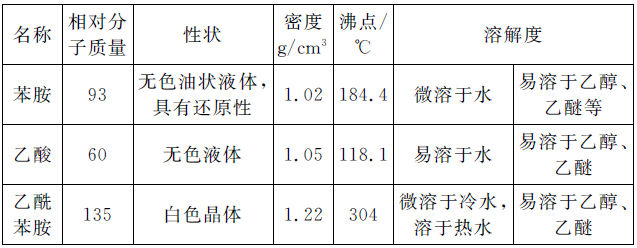 名称 相对分子质量 性状 密度 g/cm³ 沸点/℃ 溶解度
苯胺 93 无色油状液体，具有还原性 1.02 184.4 微溶于水 易溶于乙醇、乙醚等
乙酸 60 无色液体 1.05 118.1 易溶于水 易溶于乙醇、乙醚
乙酰苯胺 135 白色晶体 1.22 304 微溶于冷水，溶于热水 易溶于乙醇、乙醚